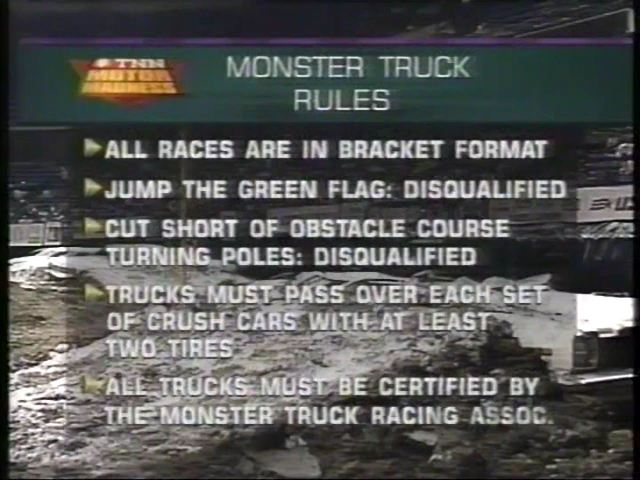 TNN
MOTOR
MADNESS
MONSTER TRUCK
RULES
ALL RACES ARE IN BRACKET FORMAT
JUMP THE GREEN FLAG: DISQUALIFIED
CUT SHORT OF OBSTACLE COURSE
TURNING POLES: DISQUALIFIED
TRUCKS MUST PASS OVER EACH SET
OF CRUSH CARS WITH AT LEAST
TWO TIRES
ALL TRUCKS MUST BE CERTIFIED BY
THE MONSTER TRUCK RACING ASSOC.